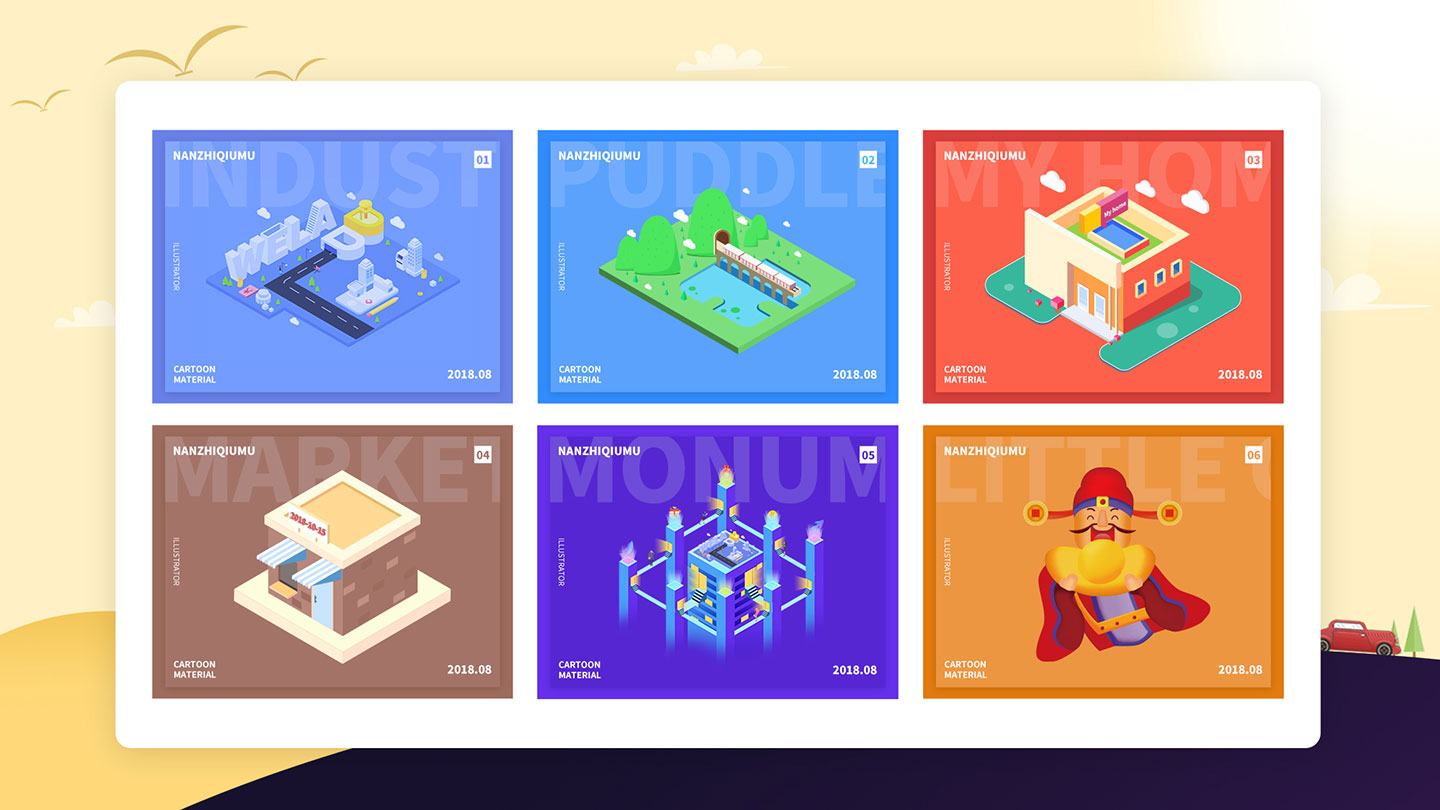 INDUST
NANZHIQIUMU
01
WELA
ILLUSTRATOR
CARTOON
MATERIAL
2018.08
PUDDLE
NANZHIQIUMU
02
ILLUSTRATOR
CARTOON
MATERIAL
2018.08
MY HOM
NANZHIQIUMU
03
My home
ILLUSTRATOR
CARTOON
MATERIAL
2018.08
MARKET
NANZHIQIUMU
04
2018-10-15
ILLUSTRATOR
CARTOON
MATERIAL
2018.08
MONUM
NANZHIQIUMU
05
ILLUSTRATOR
CARTOON
MATERIAL
2018.08
LITTLE
NANZHIQIUMU
06
ILLUSTRATOR
CARTOON
MATERIAL
2018.08